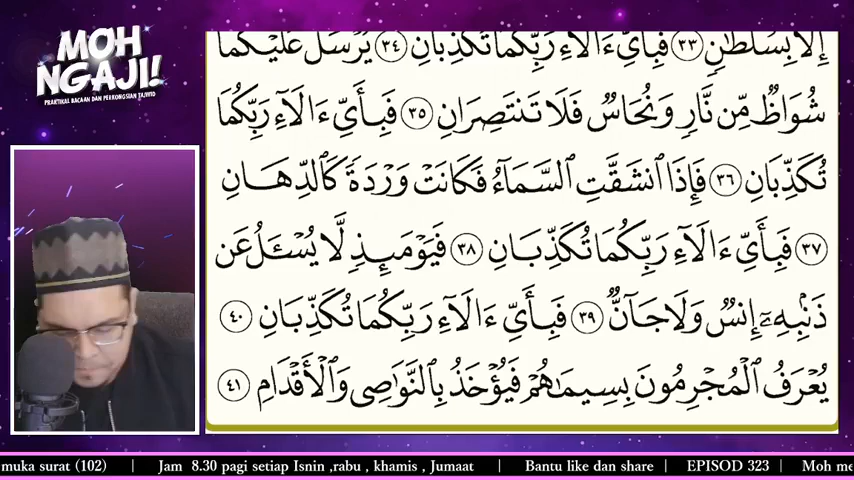 MOH
NGAJI!
PRAKTIKAL BACAAN DAN PERKONGSIAN TAJWID
إِلَّا بِسُلْطَٰنٍ ٣٣ فَبِأَيِّ ءَالَآءِ رَبِّكُمَا تُكَذِّبَانِ ٣٤ يُرْسَلُ عَلَيْكُمَا
شُوَاظٌ مِّن نَّارٍ وَنُحَاسٌ فَلَا تَنتَصِرَانِ ٣٥ فَبِأَيِّ ءَالَآءِ رَبِّكُمَا
تُكَذِّبَانِ ٣٦ فَإِذَا ٱنشَقَّتِ ٱلسَّمَآءُ فَكَانَتْ وَرْدَةً كَٱلدِّهَانِ
٣٧ فَبِأَيِّ ءَالَآءِ رَبِّكُمَا تُكَذِّبَانِ ٣٨ فَيَوْمَئِذٍ لَّا يُسْـَٔلُ عَن
ذَنۢبِهِۦٓ إِنسٌ وَلَا جَآنٌّ ٣٩ فَبِأَيِّ ءَالَآءِ رَبِّكُمَا تُكَذِّبَانِ ٤٠
يُعْرَفُ ٱلْمُجْرِمُونَ بِسِيمَٰهُمْ فَيُؤْخَذُ بِٱلنَّوَٰصِى وَٱلْأَقْدَامِ ٤١
muka surat (102) | Jam 8.30 pagi setiap Isnin ,rabu , khamis , Jumaat | Bantu like dan share | EPISOD 323 | Moh me